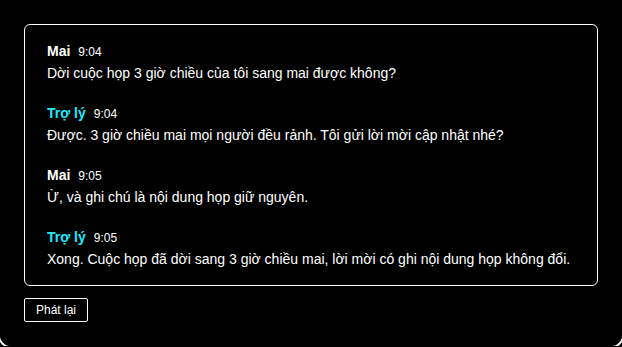 Mai 9:04
Dời cuộc họp 3 giờ chiều của tôi sang mai được không?
Trợ lý 9:04
Được. 3 giờ chiều mai mọi người đều rảnh. Tôi gửi lời mời cập nhật nhé?
Mai 9:05
Ừ, và ghi chú là nội dung họp giữ nguyên.
Trợ lý 9:05
Xong. Cuộc họp đã dời sang 3 giờ chiều mai, lời mời có ghi nội dung họp không đổi.
Phát lại